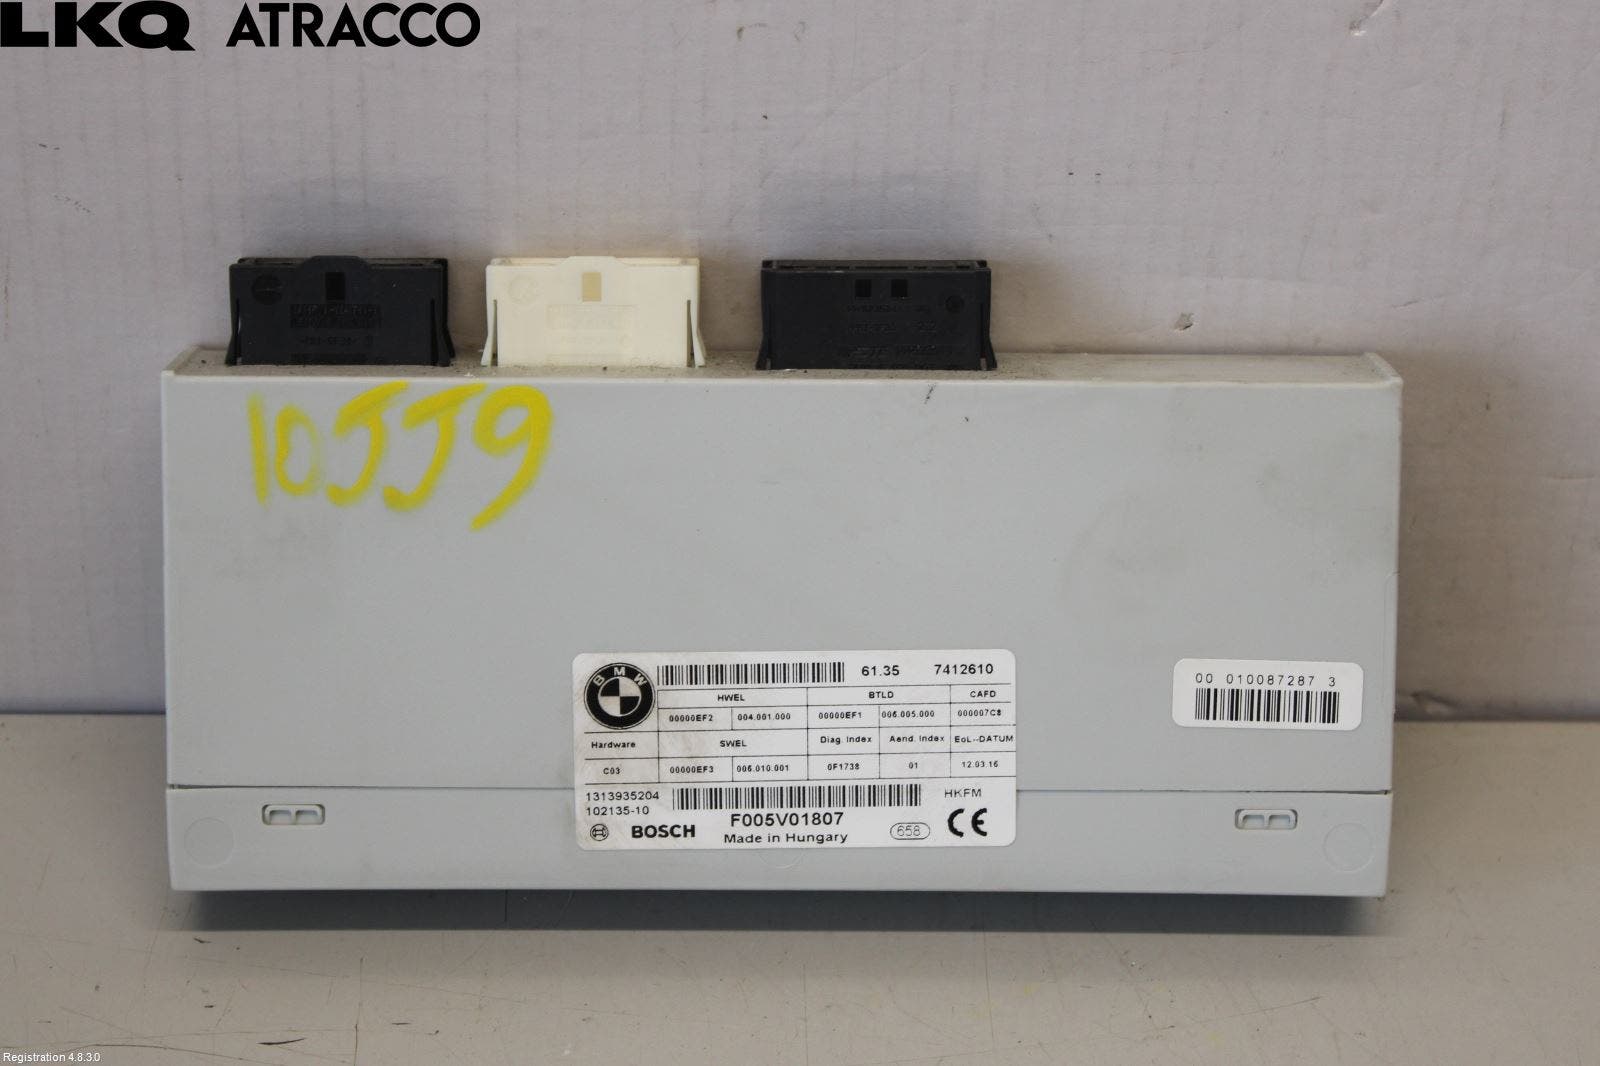 LKQ ATRACCO
10JJ9
BMW
61.35 7412610
HWEL BTLD CAFD
00000EF2 004.001.000 00000EF1 006.005.000 000007C8
Hardware SWEL Diag. Index Aend. Index EoL--DATUM
C03 00000EF3 006.010.001 0F1738 01 12.03.16
1313935204 HKFM
102135-10
BOSCH F005V01807 658 CE
Made in Hungary
00 010087287 3
Registration 4.8.3.0